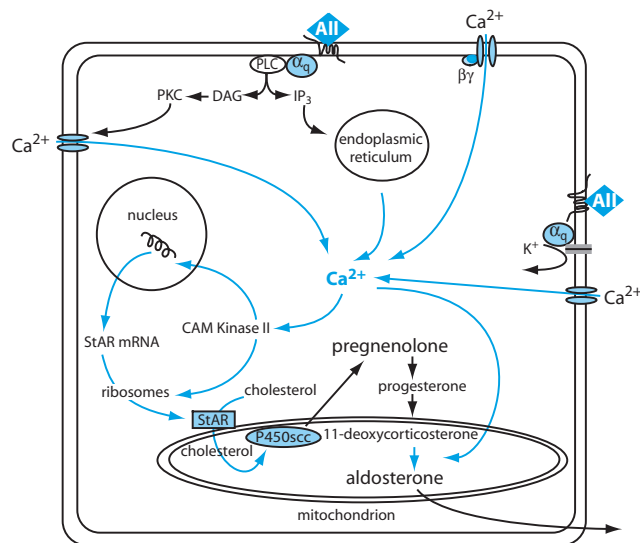 Ca²⁺
AII
PLC
αq
βγ
PKC
DAG
IP₃
Ca²⁺
endoplasmic
reticulum
AII
nucleus
αq
K⁺
Ca²⁺
Ca²⁺
StAR mRNA
CAM Kinase II
pregnenolone
ribosomes
cholesterol
progesterone
StAR
P450scc
11-deoxycorticosterone
cholesterol
aldosterone
mitochondrion